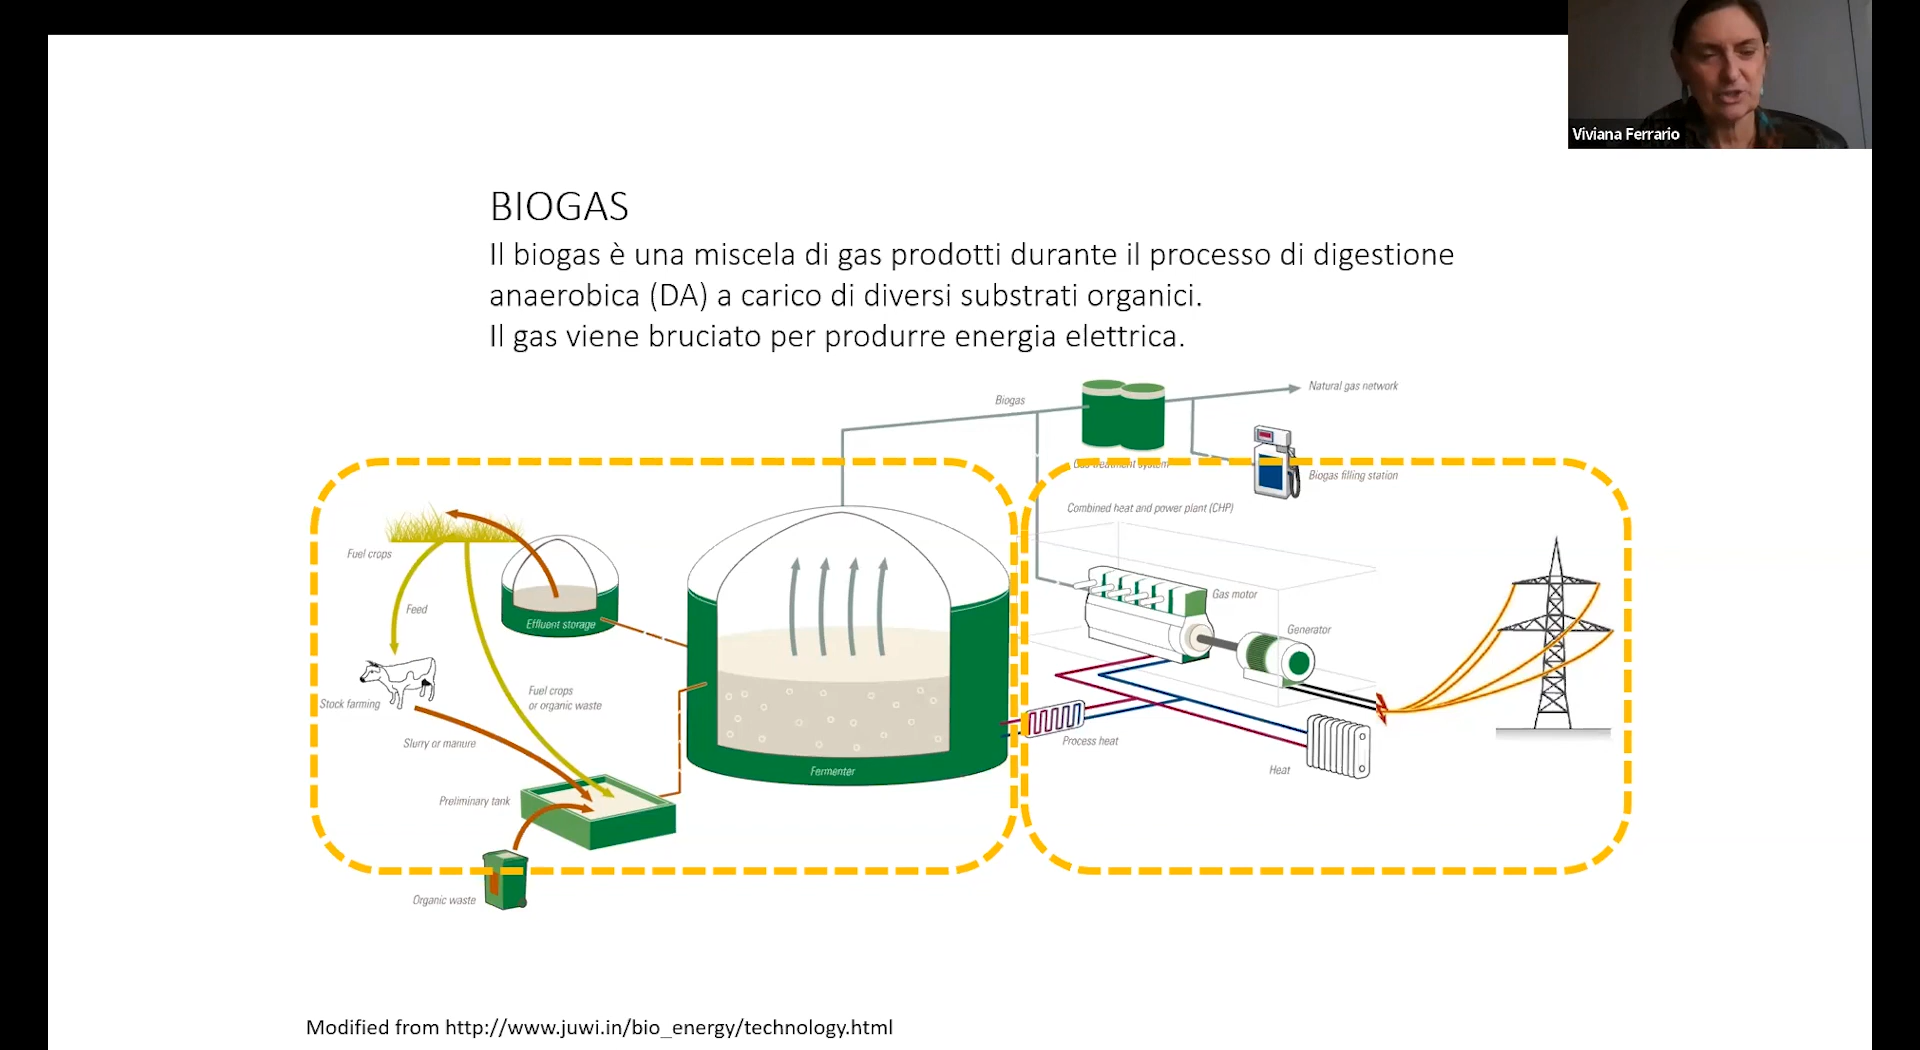 Viviana Ferrario
BIOGAS
Il biogas è una miscela di gas prodotti durante il processo di digestione
anaerobica (DA) a carico di diversi substrati organici.
Il gas viene bruciato per produrre energia elettrica.
Natural gas network
Biogas
Gas treatment system
Biogas filling station
Combined heat and power plant (CHP)
Fuel crops
Feed
Effluent storage
Gas motor
Generator
Stock farming
Fuel crops
or organic waste
Slurry or manure
Process heat
Heat
Fermenter
Preliminary tank
Organic waste
Modified from http://www.juwi.in/bio_energy/technology.html